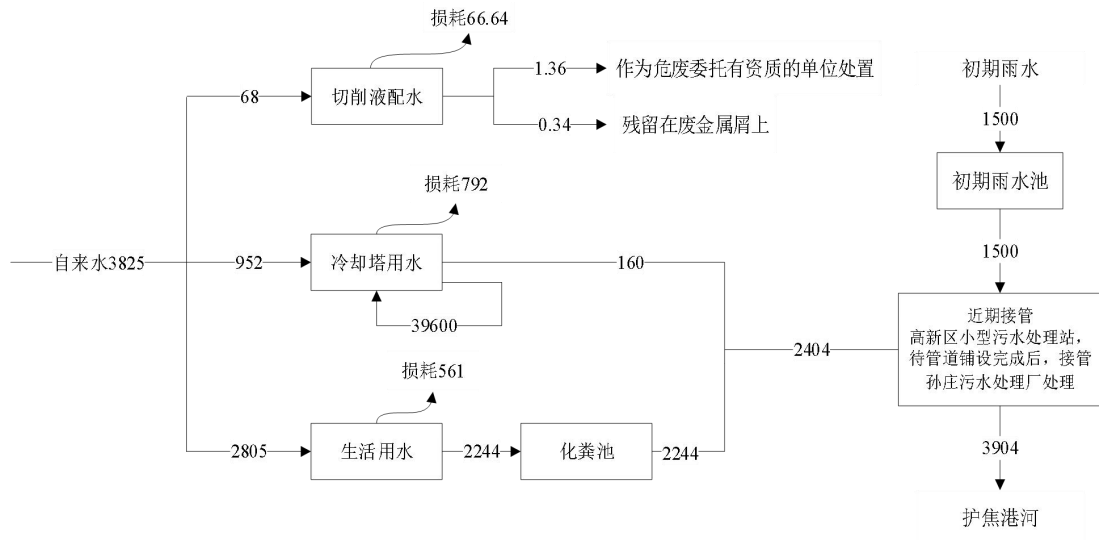 损耗66.64
68
切削液配水
1.36
作为危废委托有资质的单位处置
0.34
残留在废金属屑上
初期雨水
1500
初期雨水池
1500
损耗792
自来水3825
952
冷却塔用水
160
39600
近期接管
高新区小型污水处理站，
待管道铺设完成后，接管
孙庄污水处理厂处理
2404
损耗561
2805
生活用水
2244
化粪池
2244
3904
护焦港河